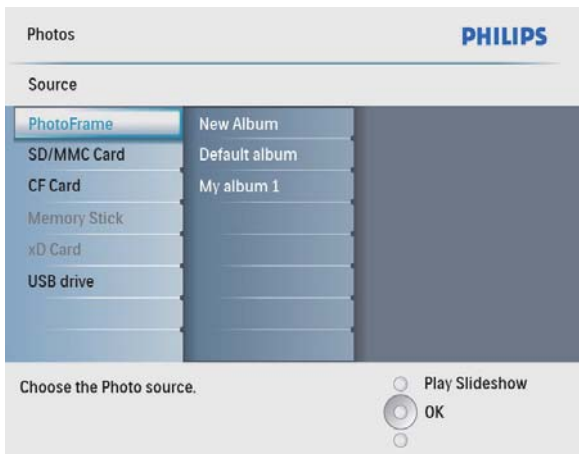 Photos
PHILIPS
Source
PhotoFrame
New Album
SD/MMC Card
Default album
CF Card
My album 1
Memory Stick
xD Card
USB drive
Choose the Photo source.
Play Slideshow
OK